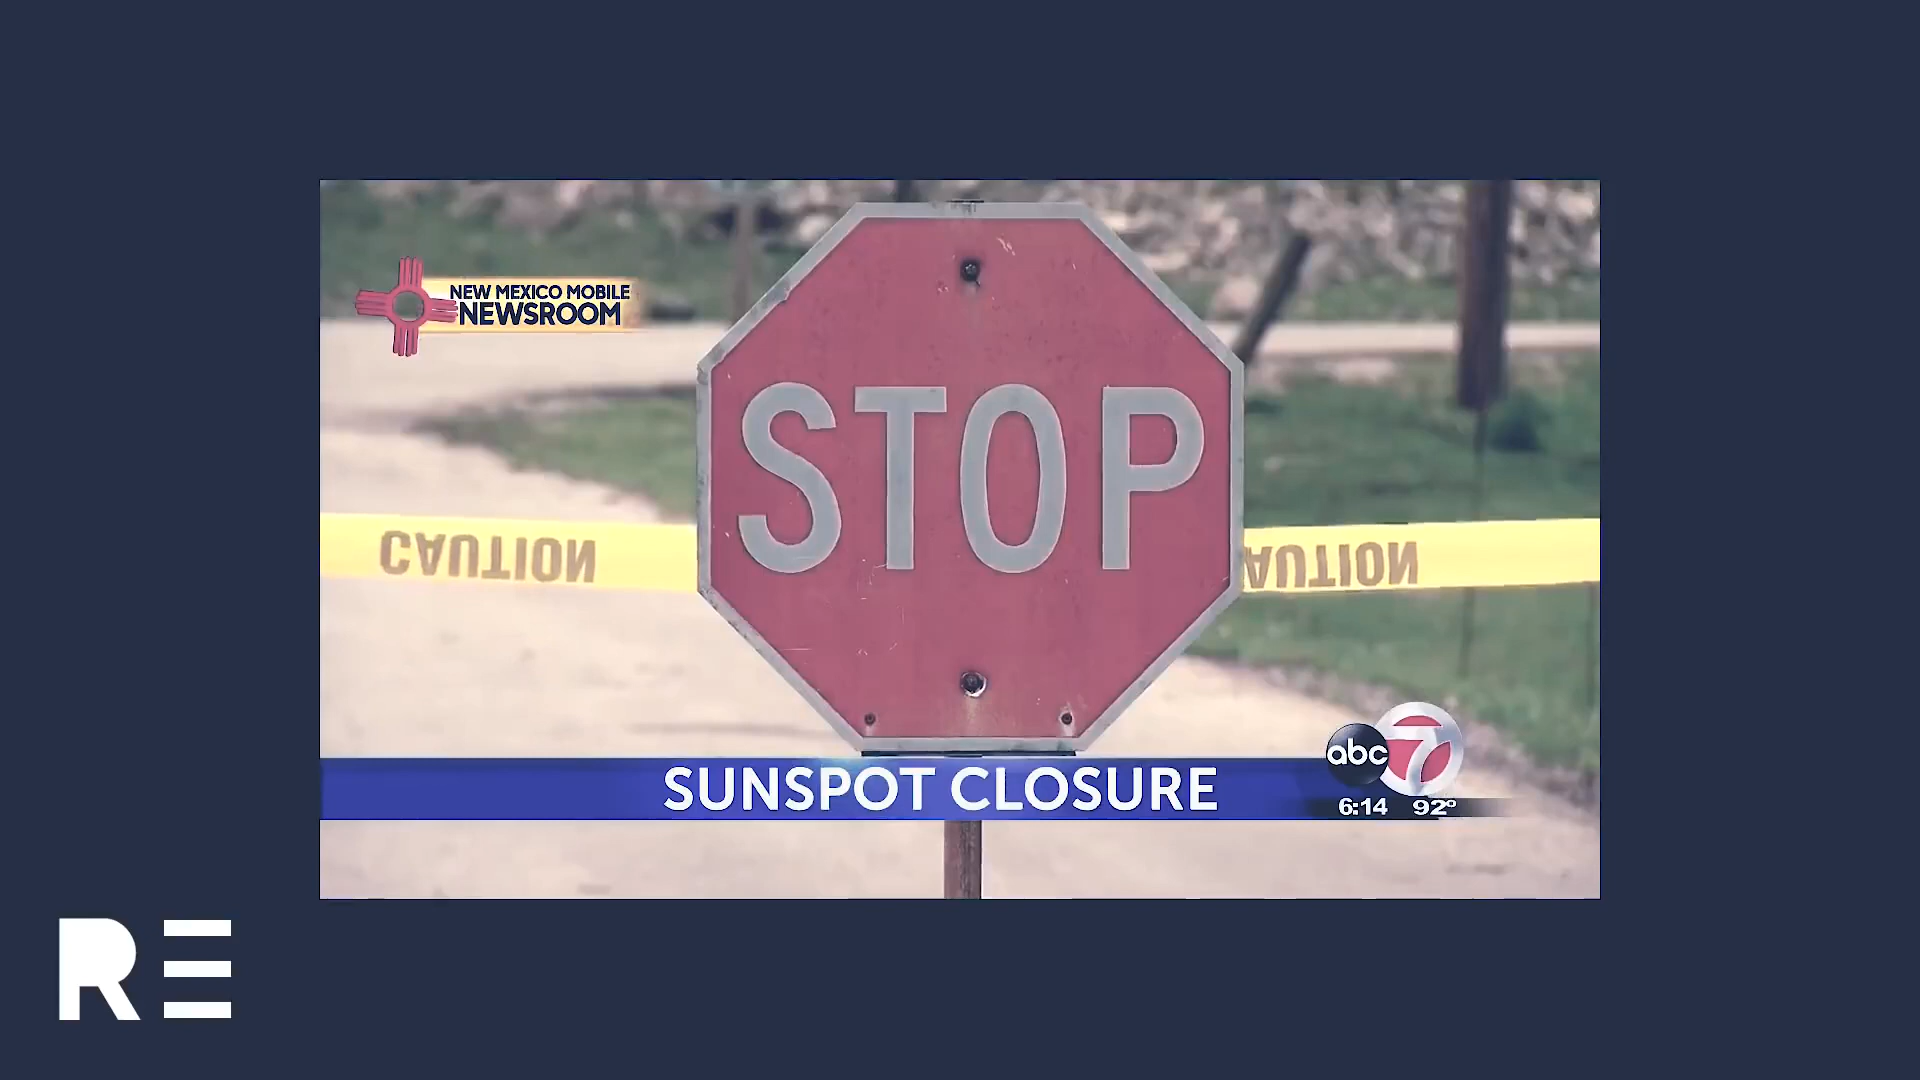 NEW MEXICO MOBILE
NEWSROOM
STOP
CAUTION
AUTION
SUNSPOT CLOSURE
abc 7
6:14 92°
RE